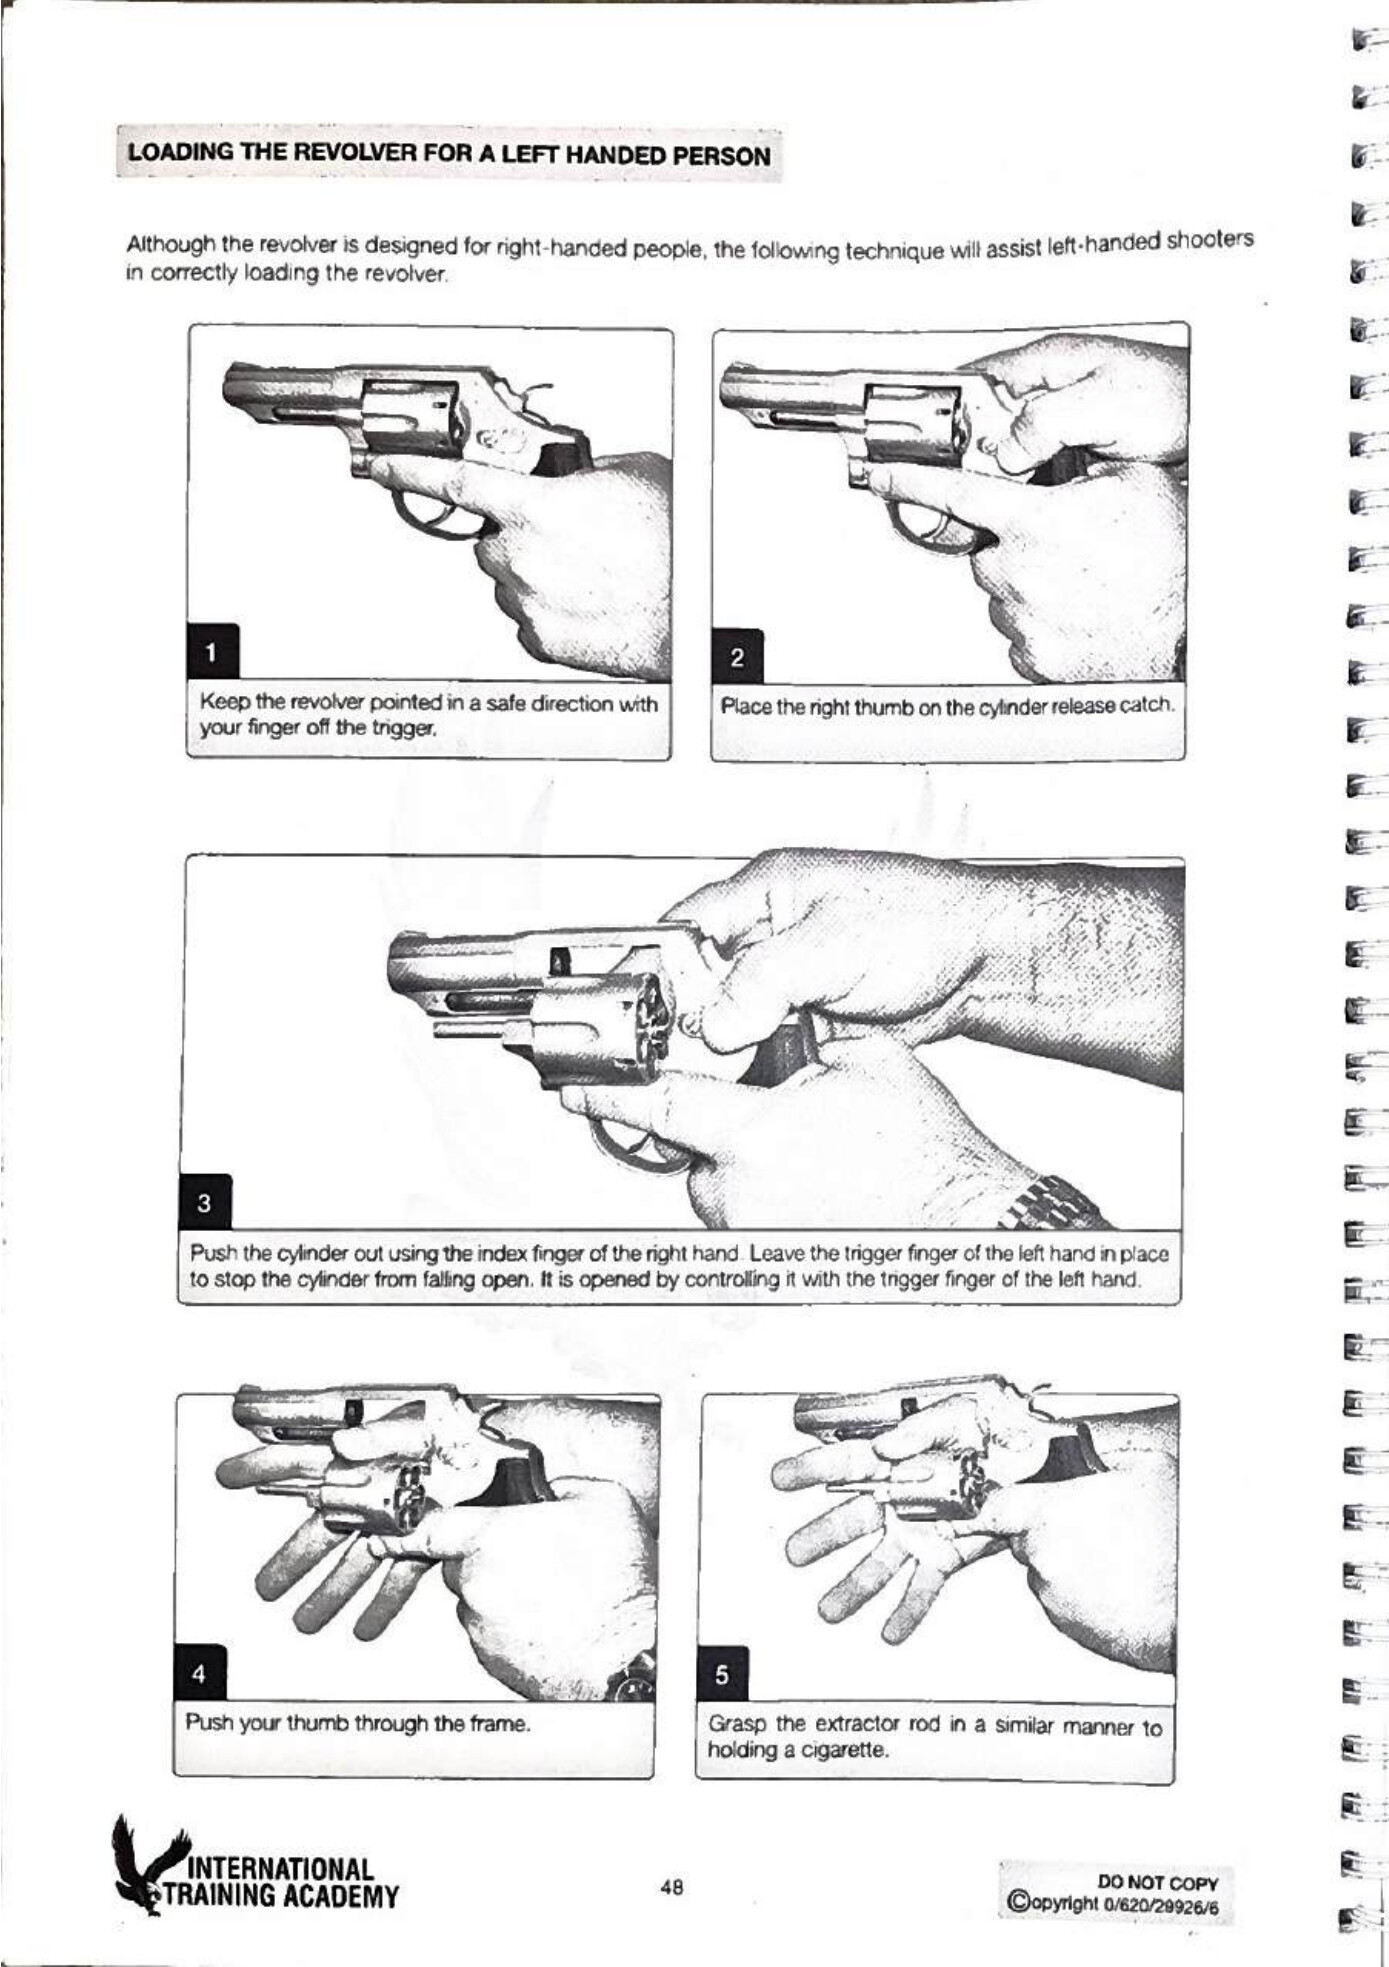 LOADING THE REVOLVER FOR A LEFT HANDED PERSON
Although the revolver is designed for right-handed people, the following technique will assist left-handed shooters
in correctly loading the revolver.
1
Keep the revolver pointed in a safe direction with
your finger off the trigger.
2
Place the right thumb on the cylinder release catch.
3
Push the cylinder out using the index finger of the right hand. Leave the trigger finger of the left hand in place
to stop the cylinder from falling open. It is opened by controlling it with the trigger finger of the left hand.
4
Push your thumb through the frame.
5
Grasp the extractor rod in a similar manner to
holding a cigarette.
INTERNATIONAL
TRAINING ACADEMY
48
DO NOT COPY
©opyright 0/620/29926/6